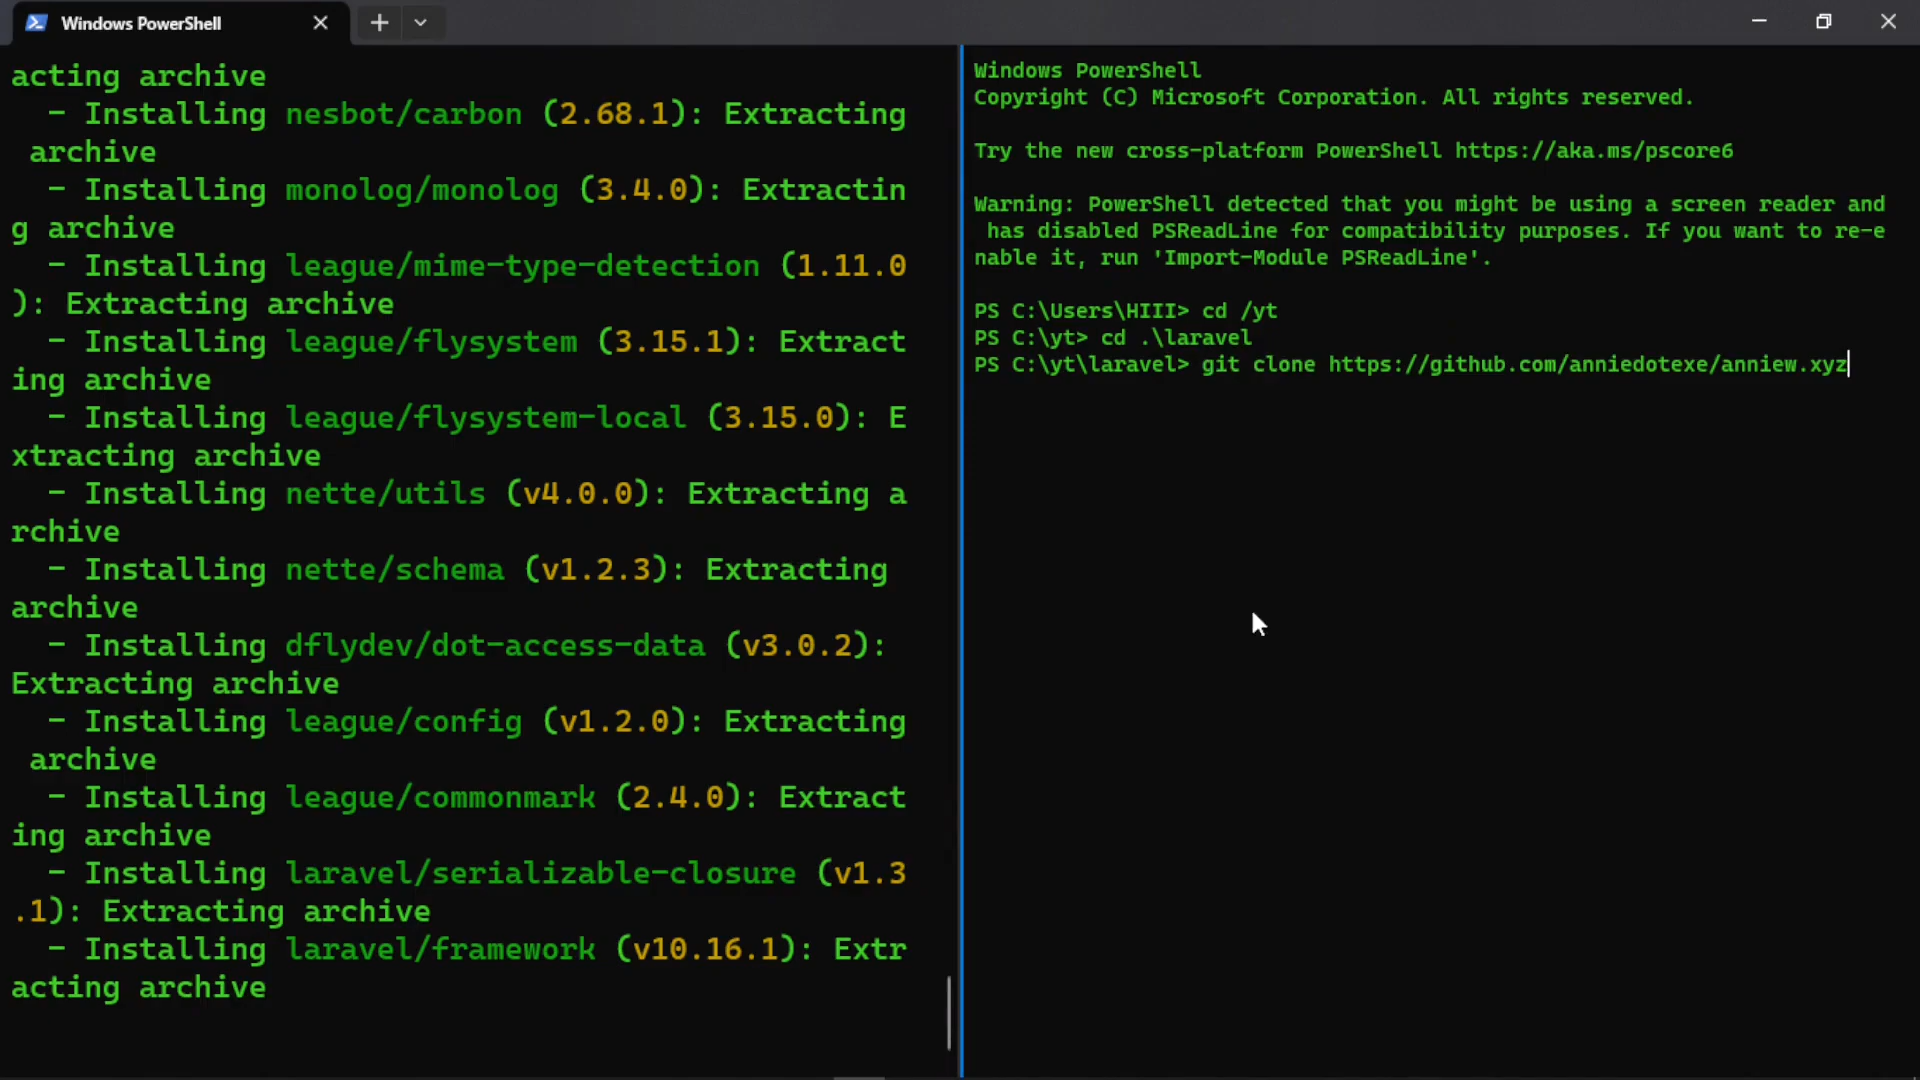 Windows PowerShell
acting archive
- Installing nesbot/carbon (2.68.1): Extracting
archive
- Installing monolog/monolog (3.4.0): Extractin
g archive
- Installing league/mime-type-detection (1.11.0
): Extracting archive
- Installing league/flysystem (3.15.1): Extract
ing archive
- Installing league/flysystem-local (3.15.0): E
xtracting archive
- Installing nette/utils (v4.0.0): Extracting a
rchive
- Installing nette/schema (v1.2.3): Extracting
archive
- Installing dflydev/dot-access-data (v3.0.2):
Extracting archive
- Installing league/config (v1.2.0): Extracting
archive
- Installing league/commonmark (2.4.0): Extract
ing archive
- Installing laravel/serializable-closure (v1.3
.1): Extracting archive
- Installing laravel/framework (v10.16.1): Extr
acting archive
Windows PowerShell
Copyright (C) Microsoft Corporation. All rights reserved.
Try the new cross-platform PowerShell https://aka.ms/pscore6
Warning: PowerShell detected that you might be using a screen reader and
has disabled PSReadLine for compatibility purposes. If you want to re-e
nable it, run 'Import-Module PSReadLine'.
PS C:\Users\HIII> cd /yt
PS C:\yt> cd .\laravel
PS C:\yt\laravel> git clone https://github.com/anniedotexe/anniew.xyz